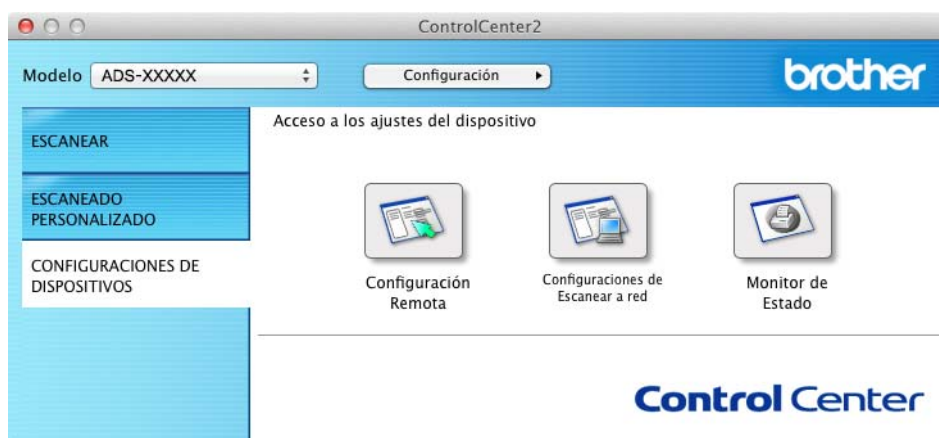 ControlCenter2
Modelo ADS-XXXXX Configuración brother
ESCANEAR
ESCANEADO
PERSONALIZADO
CONFIGURACIONES DE
DISPOSITIVOS
Acceso a los ajustes del dispositivo
Configuración
Remota
Configuraciones de
Escanear a red
Monitor de
Estado
Control Center